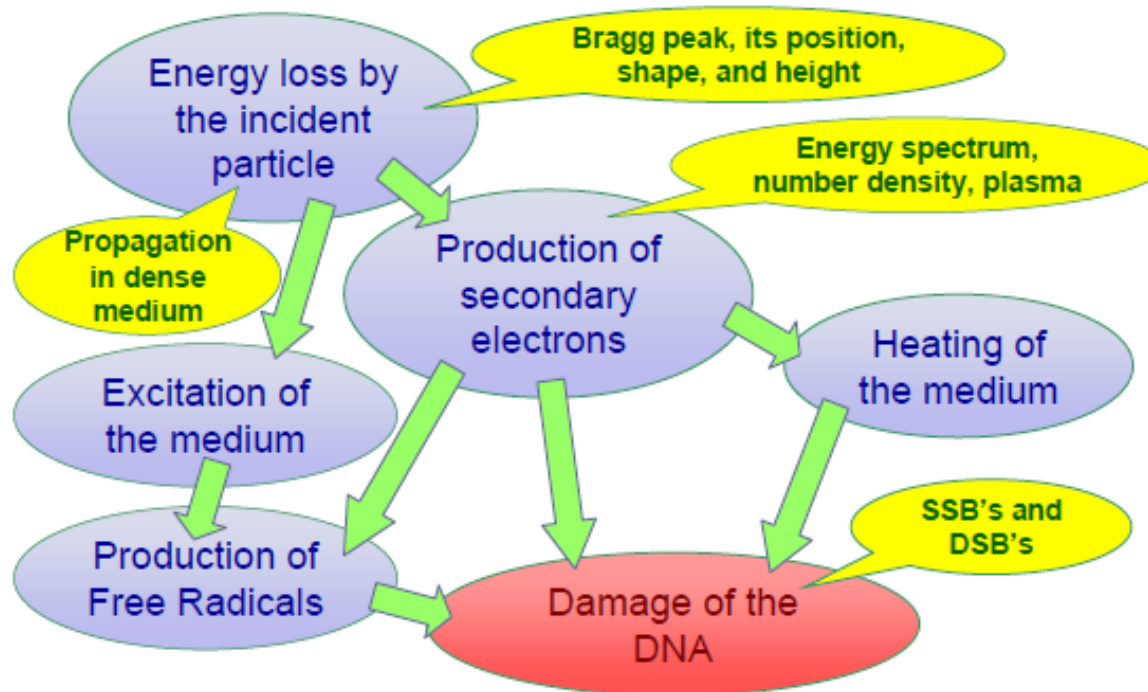 Bragg peak, its position,
shape, and height
Energy loss by
the incident
particle
Energy spectrum,
number density, plasma
Propagation
in dense
medium
Production of
secondary
electrons
Heating of
the medium
Excitation of
the medium
SSB's and
DSB's
Production of
Free Radicals
Damage of the
DNA